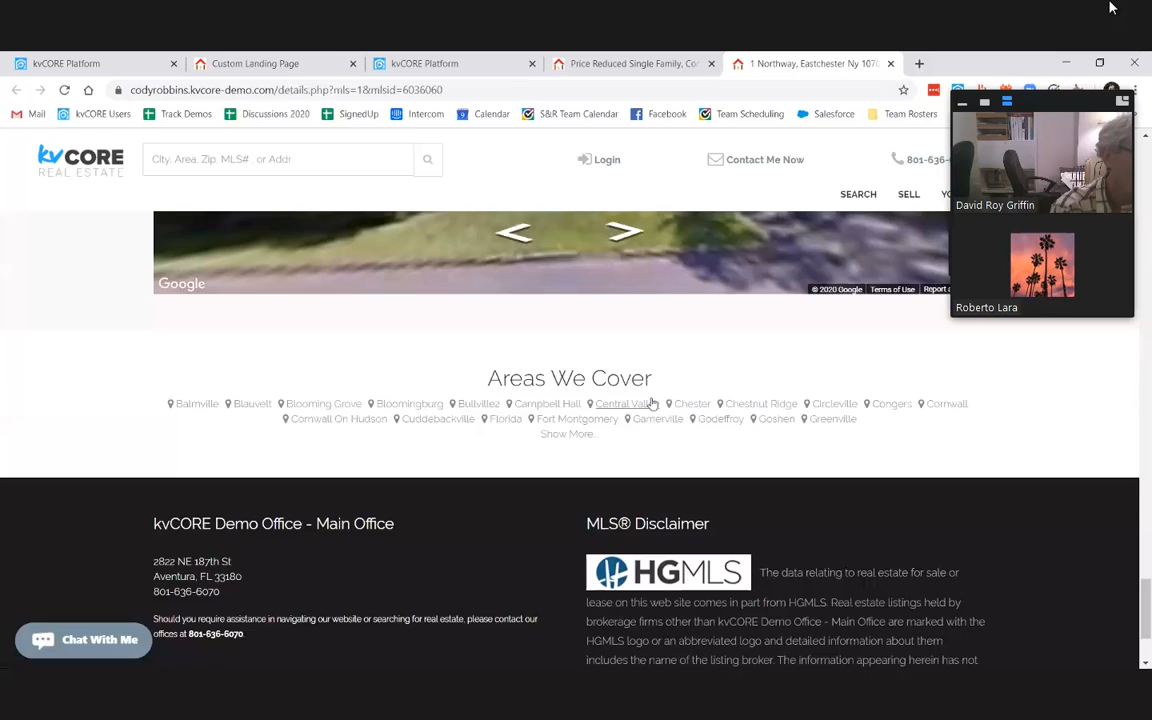 kvCORE Platform
Custom Landing Page
kvCORE Platform
Price Reduced Single Family, Co
1 Northway, Eastchester Ny 1070
codyrobbins.kvcore-demo.com/details.php?mls=1&mlsid=6036060
Mail
kvCORE Users
Track Demos
Discussions 2020
SignedUp
Intercom
Calendar
S&R Team Calendar
Facebook
Team Scheduling
Salesforce
Team Rosters
kvCORE
REAL ESTATE
City, Area, Zip, MLS# , or Addr
Login
Contact Me Now
801-636-
SEARCH
SELL
David Roy Griffin
Roberto Lara
Google
© 2020 Google
Terms of Use
Report a
Areas We Cover
Balmville Blauvelt Blooming Grove Bloomingburg Bullville2 Campbell Hall Central Valley Chester Chestnut Ridge Circleville Congers Cornwall
Cornwall On Hudson Cuddebackville Florida Fort Montgomery Garnerville Godeffroy Goshen Greenville
Show More...
kvCORE Demo Office - Main Office
2822 NE 187th St
Aventura, FL 33180
801-636-6070
Should you require assistance in navigating our website or searching for real estate, please contact our
offices at 801-636-6070.
Chat With Me
MLS® Disclaimer
HGMLS
The data relating to real estate for sale or
lease on this web site comes in part from HGMLS. Real estate listings held by
brokerage firms other than kvCORE Demo Office - Main Office are marked with the
HGMLS logo or an abbreviated logo and detailed information about them
includes the name of the listing broker. The information appearing herein has not